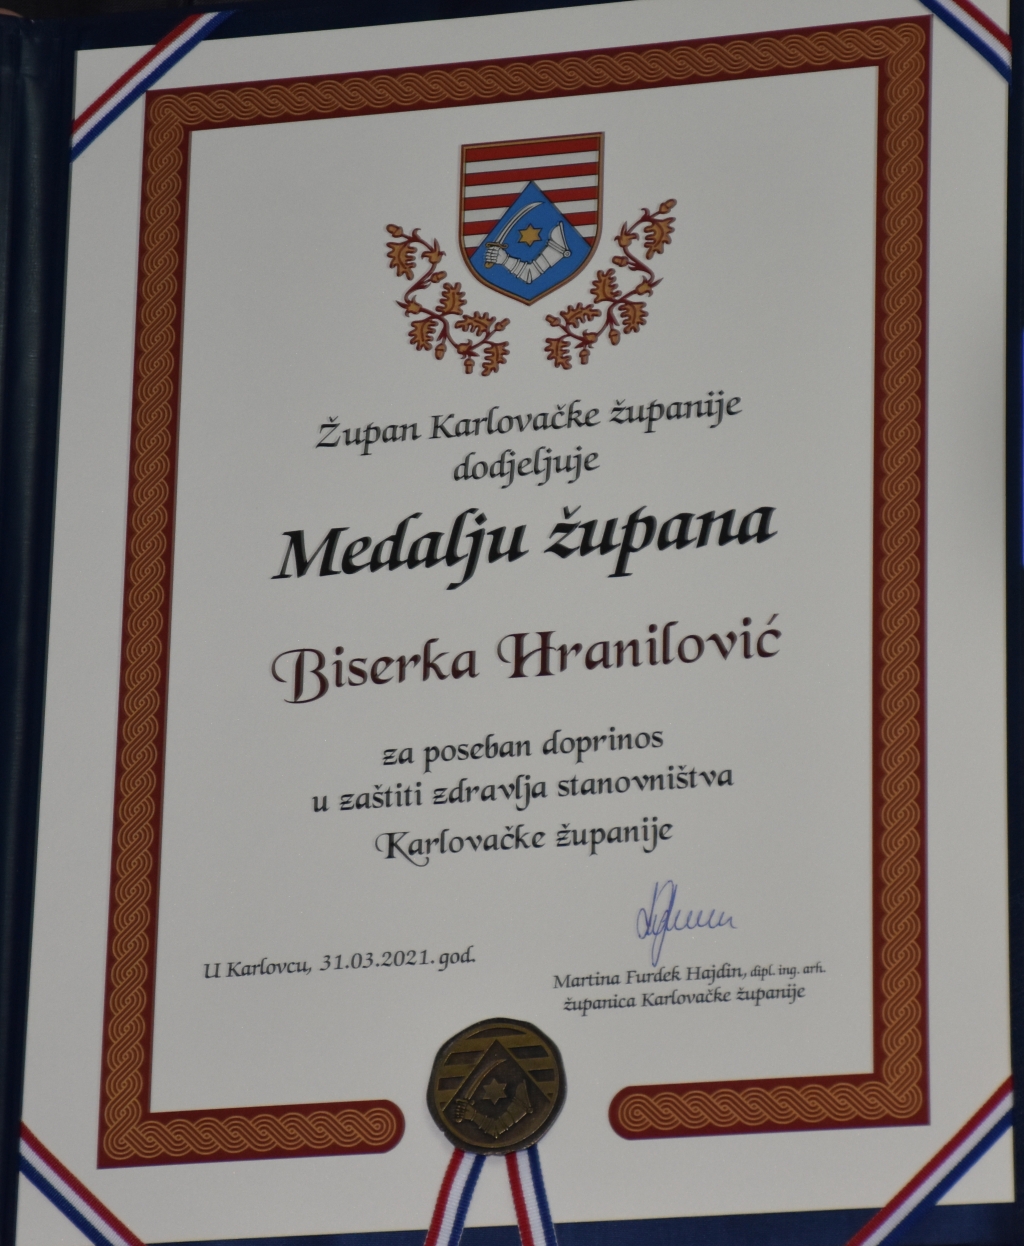 Župan Karlovačke županije
dodjeljuje
Medalju župana
Biserka Hranilović
za poseban doprinos
u zaštiti zdravlja stanovništva
Karlovačke županije
U Karlovcu, 31.03.2021. god.
Martina Furdek Hajdin, dipl. ing. arh.
županica Karlovačke županije